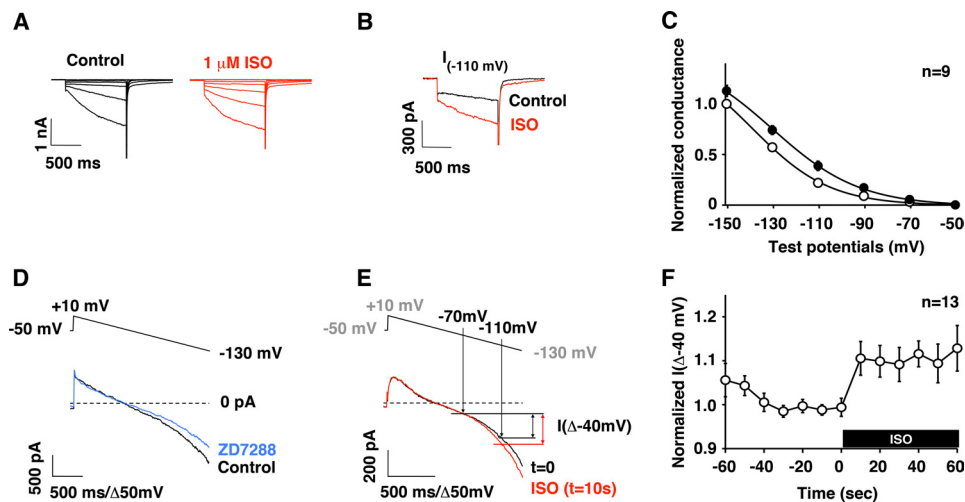 A
Control
1 μM ISO
1 nA
500 ms
B
I(-110 mV)
Control
ISO
300 pA
500 ms
C
n=9
Normalized conductance
1.0
0.5
0
-150 -130 -110 -90 -70 -50
Test potentials (mV)
D
+10 mV
-50 mV
-130 mV
0 pA
ZD7288
Control
500 pA
500 ms/Δ50mV
E
+10 mV
-70mV
-50 mV
-110mV
-130 mV
I(Δ-40mV)
t=0
ISO (t=10s)
200 pA
500 ms/Δ50mV
F
n=13
Normalized I(Δ-40 mV)
1.2
1.1
1.0
0.9
ISO
-60 -40 -20 0 20 40 60
Time (sec)